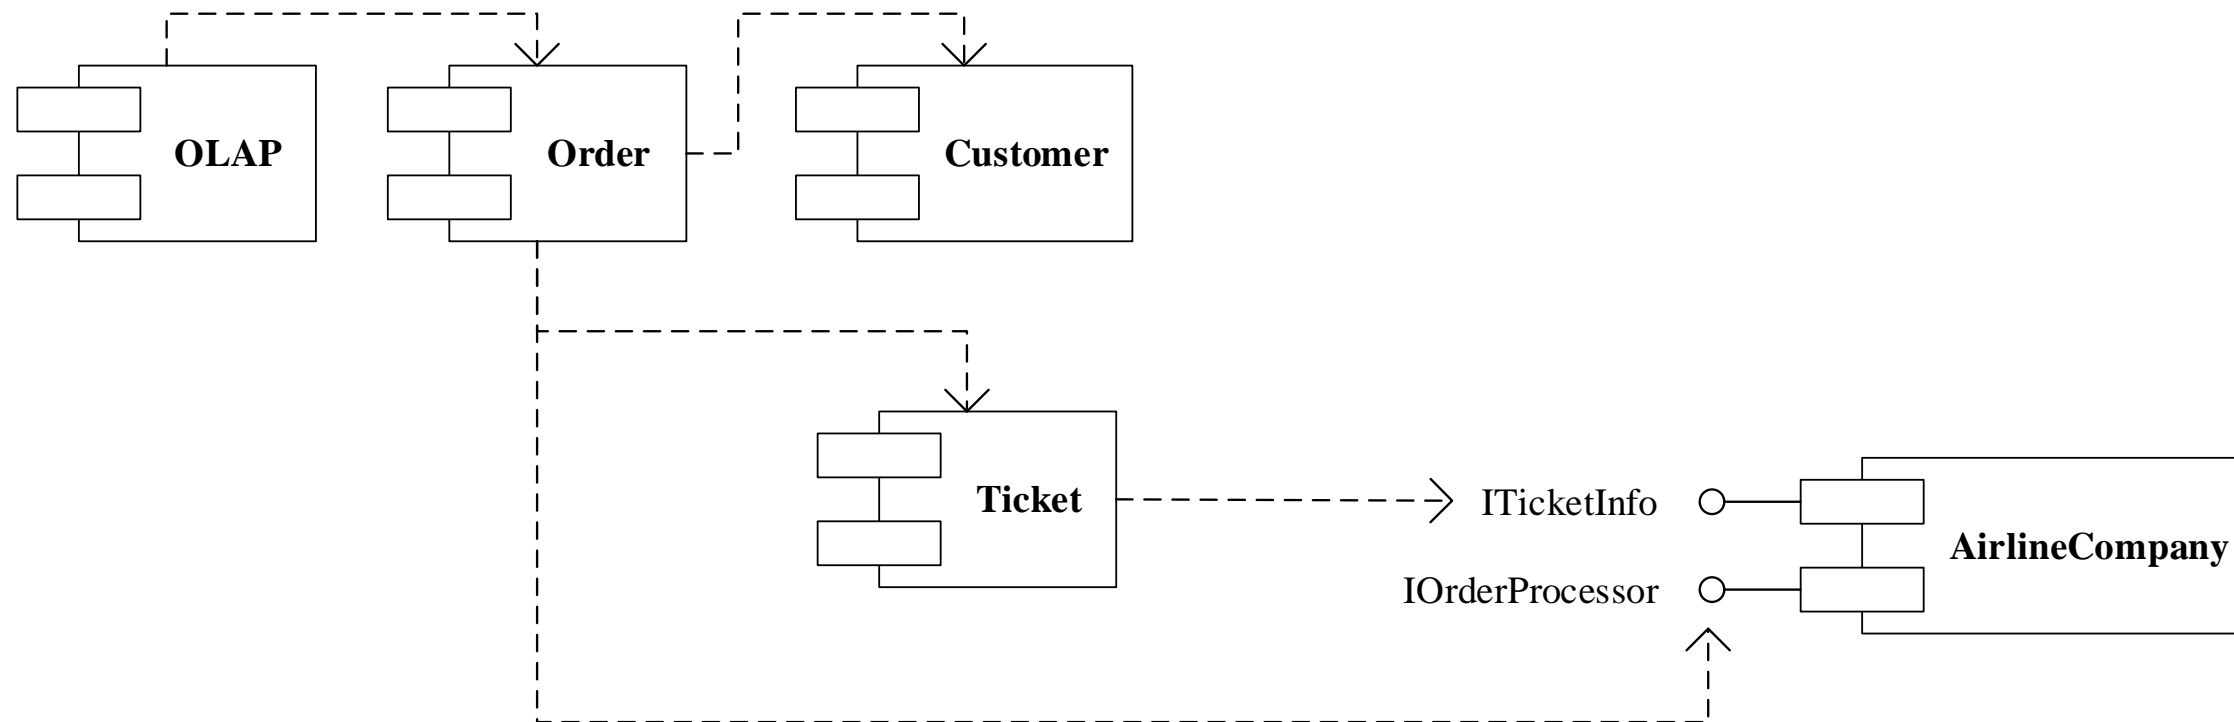 OLAP
Order
Customer
Ticket
ITicketInfo
AirlineCompany
IOrderProcessor